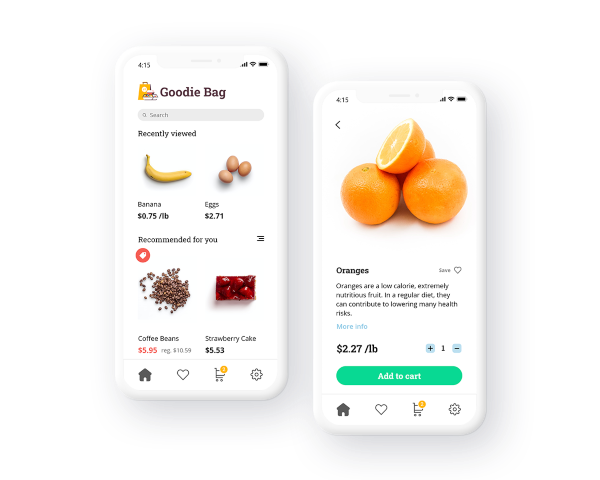 4:15
Goodie Bag
Search
Recently viewed
Banana
$0.75 /lb
Eggs
$2.71
Recommended for you
Coffee Beans
$5.95 reg. $10.59
Strawberry Cake
$5.53
4:15
Oranges
Save
Oranges are a low calorie, extremely
nutritious fruit. In a regular diet, they
can contribute to lowering many health
risks.
More info
$2.27 /lb
+ 1 −
Add to cart